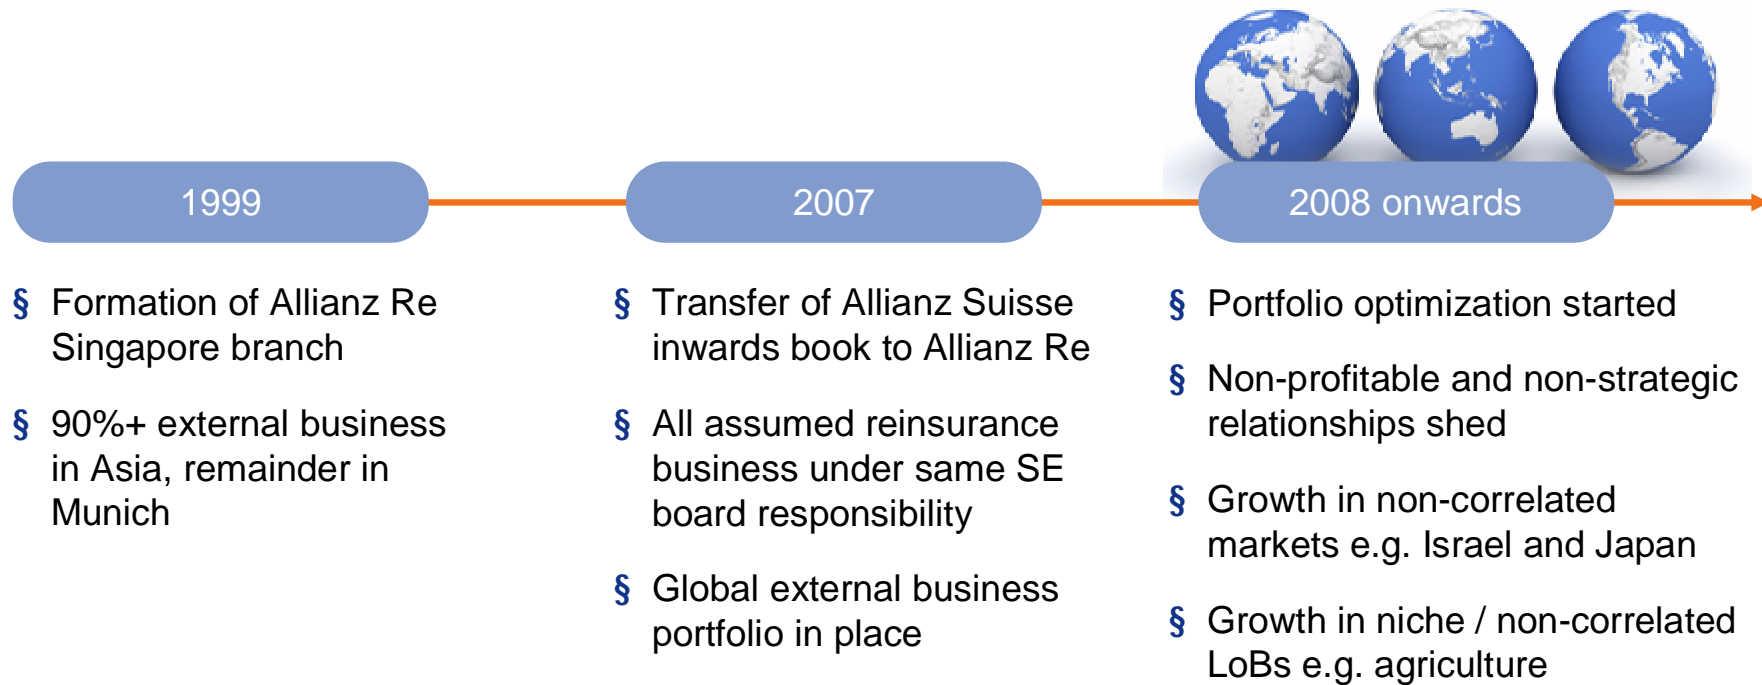 1999
§ Formation of Allianz Re
Singapore branch
§ 90%+ external business
in Asia, remainder in
Munich
2007
§ Transfer of Allianz Suisse
inwards book to Allianz Re
§ All assumed reinsurance
business under same SE
board responsibility
§ Global external business
portfolio in place
2008 onwards
§ Portfolio optimization started
§ Non-profitable and non-strategic
relationships shed
§ Growth in non-correlated
markets e.g. Israel and Japan
§ Growth in niche / non-correlated
LoBs e.g. agriculture